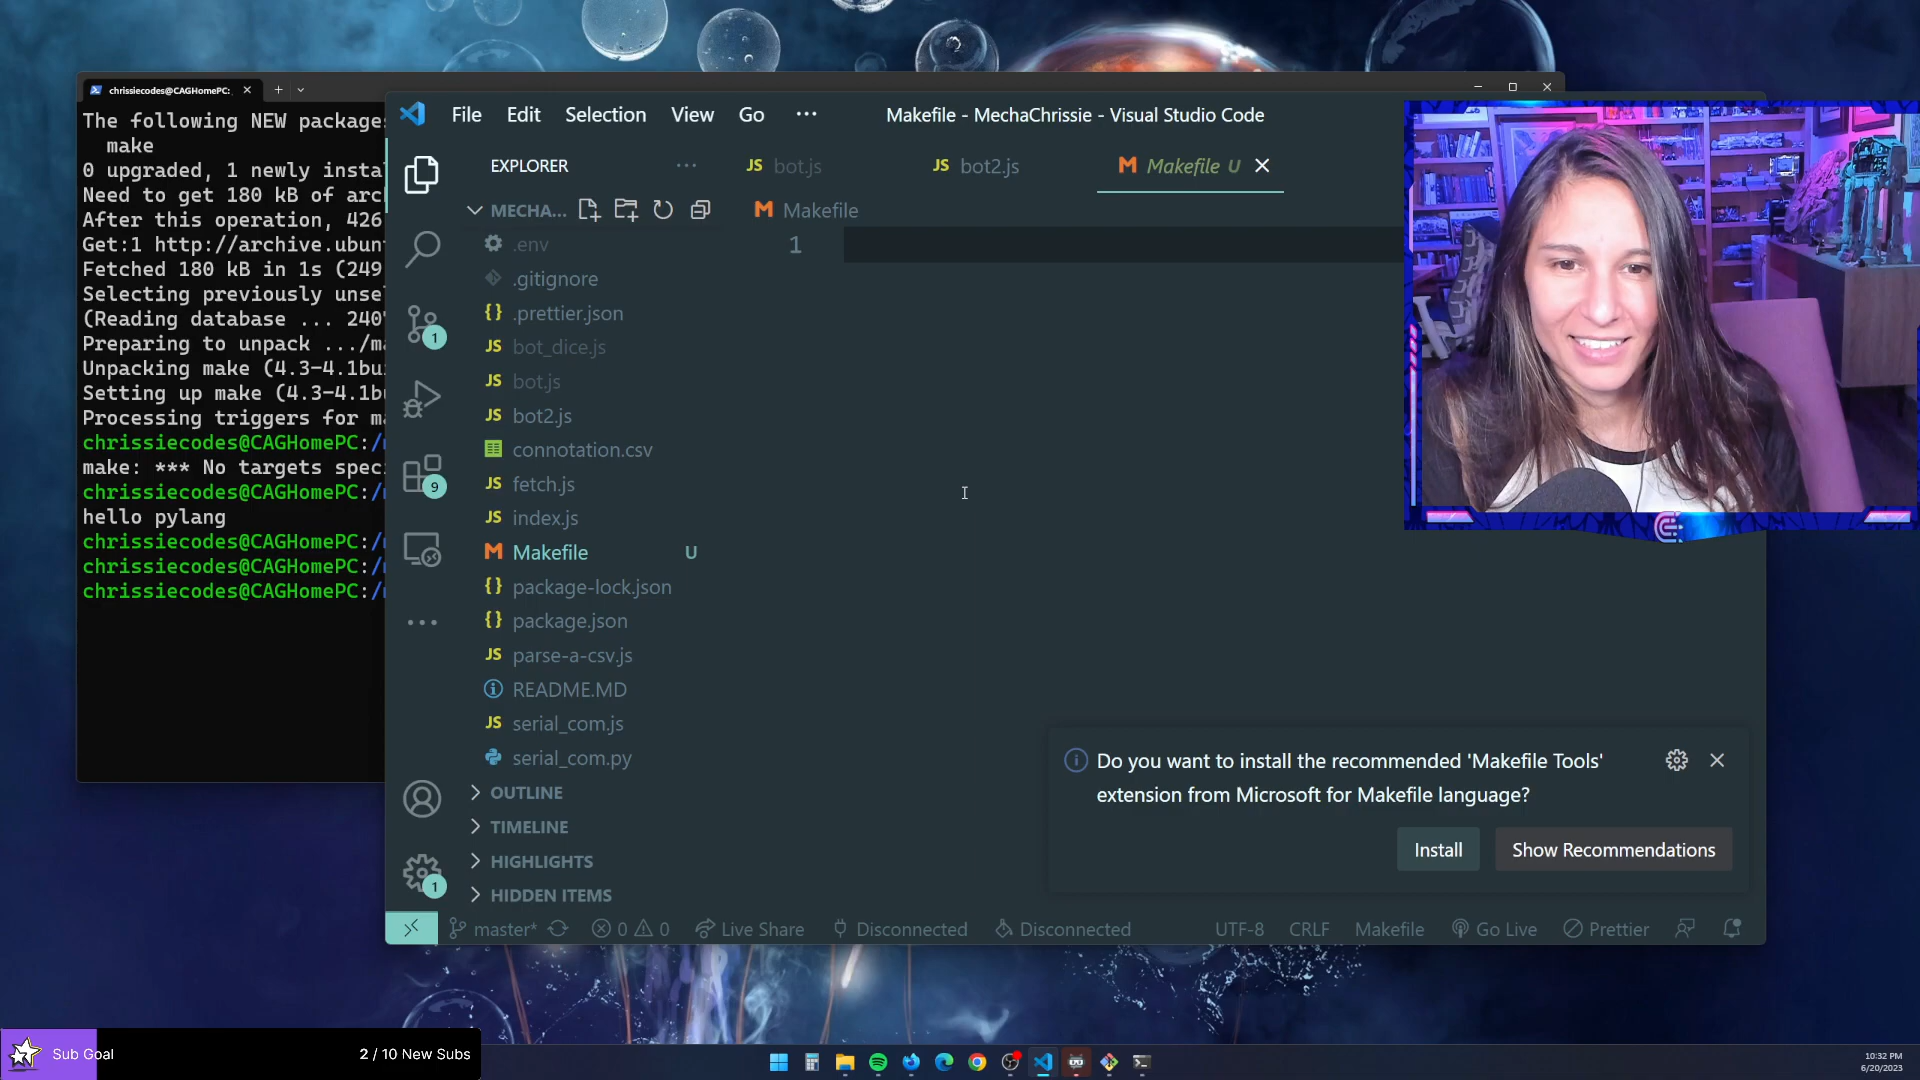 chrissiecodes@CAGHomePC:
The following NEW packages
make
0 upgraded, 1 newly instal
Need to get 180 kB of arc
After this operation, 426
Get:1 http://archive.ubun
Fetched 180 kB in 1s (249
Selecting previously unse
(Reading database ... 240
Preparing to unpack .../ma
Unpacking make (4.3-4.1bu
Setting up make (4.3-4.1b
Processing triggers for m
chrissiecodes@CAGHomePC:/
make: *** No targets spec
chrissiecodes@CAGHomePC:/
hello pylang
chrissiecodes@CAGHomePC:/
chrissiecodes@CAGHomePC:/
chrissiecodes@CAGHomePC:/
File Edit Selection View Go ··· Makefile - MechaChrissie - Visual Studio Code
EXPLORER ···
JS bot.js JS bot2.js M Makefile U
MECHA...
M Makefile
1
.env
.gitignore
{} .prettier.json
JS bot_dice.js
JS bot.js
JS bot2.js
connotation.csv
JS fetch.js
JS index.js
M Makefile U
{} package-lock.json
{} package.json
JS parse-a-csv.js
README.MD
JS serial_com.js
serial_com.py
OUTLINE
TIMELINE
HIGHLIGHTS
HIDDEN ITEMS
1
9
1
Do you want to install the recommended 'Makefile Tools'
extension from Microsoft for Makefile language?
Install Show Recommendations
master* 0 0 Live Share Disconnected Disconnected UTF-8 CRLF Makefile Go Live Prettier
Sub Goal 2 / 10 New Subs
10:32 PM
6/20/2023